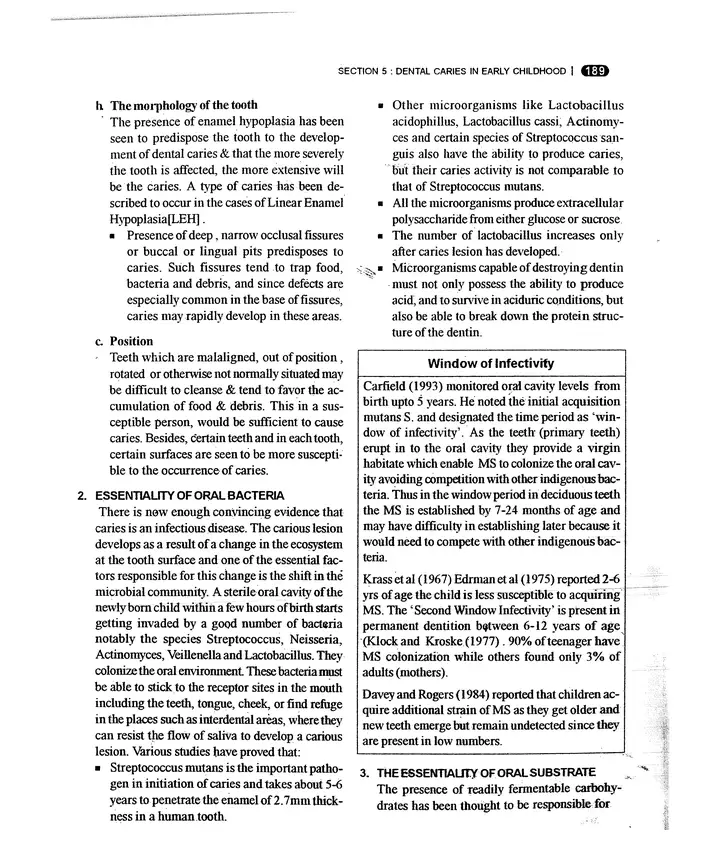 SECTION 5 : DENTAL CARIES IN EARLY CHILDHOOD | 189
h. The morphology of the tooth
The presence of enamel hypoplasia has been
seen to predispose the tooth to the develop-
ment of dental caries & that the more severely
the tooth is affected, the more extensive will
be the caries. A type of caries has been de-
scribed to occur in the cases of Linear Enamel
Hypoplasia[LEH] .
■ Presence of deep , narrow occlusal fissures
or buccal or lingual pits predisposes to
caries. Such fissures tend to trap food,
bacteria and debris, and since defects are
especially common in the base of fissures,
caries may rapidly develop in these areas.
c. Position
Teeth which are malaligned, out of position ,
rotated or otherwise not normally situated may
be difficult to cleanse & tend to favor the ac-
cumulation of food & debris. This in a sus-
ceptible person, would be sufficient to cause
caries. Besides, certain teeth and in each tooth,
certain surfaces are seen to be more suscepti-
ble to the occurrence of caries.
2. ESSENTIALITY OF ORAL BACTERIA
There is now enough convincing evidence that
caries is an infectious disease. The carious lesion
develops as a result of a change in the ecosystem
at the tooth surface and one of the essential fac-
tors responsible for this change is the shift in the
microbial community. A sterile oral cavity of the
newly born child within a few hours of birth starts
getting invaded by a good number of bacteria
notably the species Streptococcus, Neisseria,
Actinomyces, Veillenella and Lactobacillus. They
colonize the oral environment. These bacteria must
be able to stick to the receptor sites in the mouth
including the teeth, tongue, cheek, or find refuge
in the places such as interdental areas, where they
can resist the flow of saliva to develop a carious
lesion. Various studies have proved that:
■ Streptococcus mutans is the important patho-
gen in initiation of caries and takes about 5-6
years to penetrate the enamel of 2.7mm thick-
ness in a human tooth.
■ Other microorganisms like Lactobacillus
acidophillus, Lactobacillus cassi, Actinomy-
ces and certain species of Streptococcus san-
guis also have the ability to produce caries,
but their caries activity is not comparable to
that of Streptococcus mutans.
■ All the microorganisms produce extracellular
polysaccharide from either glucose or sucrose.
■ The number of lactobacillus increases only
after caries lesion has developed.
■ Microorganisms capable of destroying dentin
must not only possess the ability to produce
acid, and to survive in aciduric conditions, but
also be able to break down the protein struc-
ture of the dentin.
Window of Infectivity
Carfield (1993) monitored oral cavity levels from
birth upto 5 years. He noted the initial acquisition
mutans S. and designated the time period as 'win-
dow of infectivity'. As the teeth (primary teeth)
erupt in to the oral cavity they provide a virgin
habitate which enable MS to colonize the oral cav-
ity avoiding competition with other indigenous bac-
teria. Thus in the window period in deciduous teeth
the MS is established by 7-24 months of age and
may have difficulty in establishing later because it
would need to compete with other indigenous bac-
teria.
Krass et al (1967) Edrman et al (1975) reported 2-6
yrs of age the child is less susceptible to acquiring
MS. The 'Second Window Infectivity' is present in
permanent dentition between 6-12 years of age
(Klock and Kroske (1977) . 90% of teenager have
MS colonization while others found only 3% of
adults (mothers).
Davey and Rogers (1984) reported that children ac-
quire additional strain of MS as they get older and
new teeth emerge but remain undetected since they
are present in low numbers.
3. THE ESSENTIALITY OF ORAL SUBSTRATE
The presence of readily fermentable carbohy-
drates has been thought to be responsible for